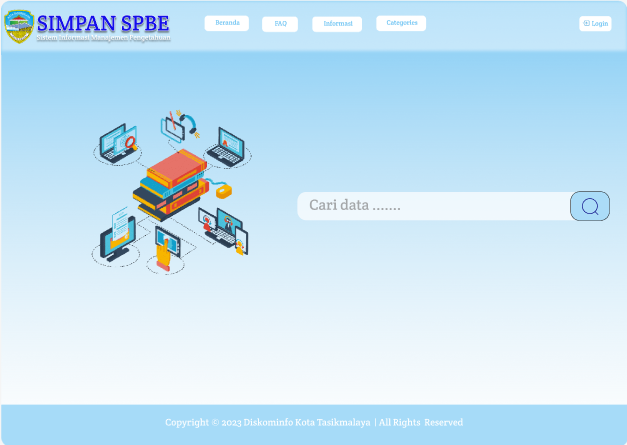 SIMPAN SPBE
Sistem Informasi Manajemen Pengetahuan
Beranda
FAQ
Informasi
Categories
Login
Cari data .......
Copyright © 2023 Diskominfo Kota Tasikmalaya | All Rights Reserved